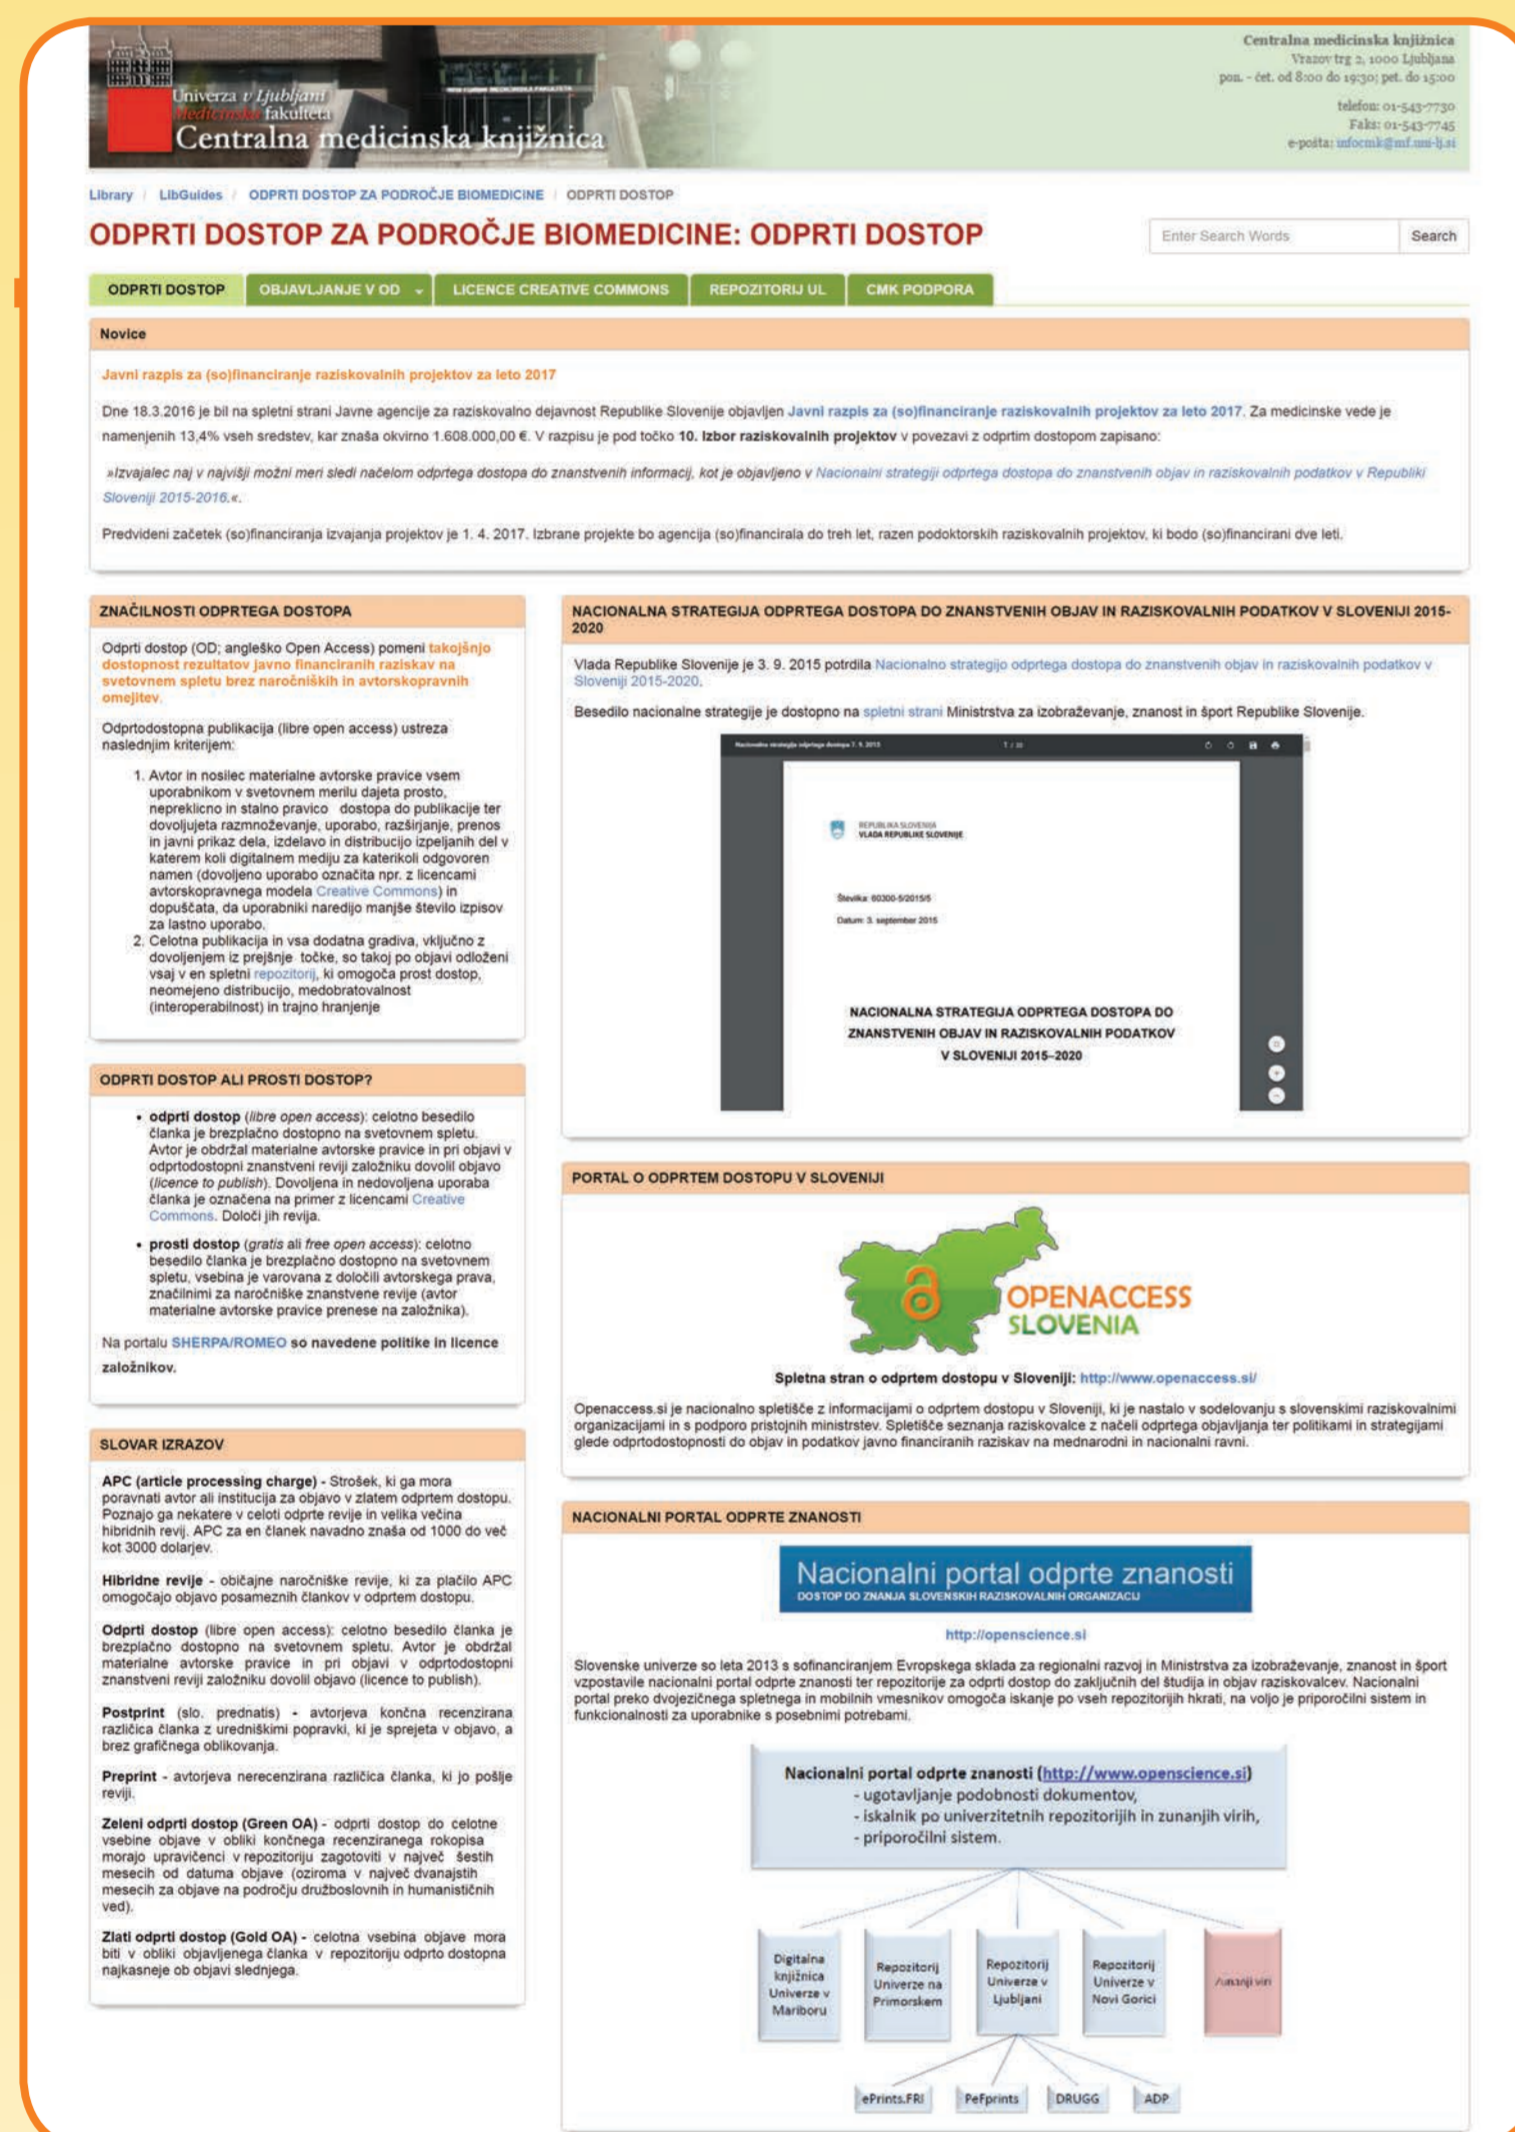 Univerza v Ljubljani
Medicinska fakulteta
Centralna medicinska knjižnica
Centralna medicinska knjižnica
Vrazov trg 2, 1000 Ljubljana
pon. - čet. od 8:00 do 19:30; pet. do 15:00
telefon: 01-543-7730
Faks: 01-543-7745
e-pošta: infocmk@mf.uni-lj.si
Library / LibGuides / ODPRTI DOSTOP ZA PODROČJE BIOMEDICINE / ODPRTI DOSTOP
ODPRTI DOSTOP ZA PODROČJE BIOMEDICINE: ODPRTI DOSTOP
Enter Search Words Search
ODPRTI DOSTOP OBJAVLJANJE V OD LICENCE CREATIVE COMMONS REPOZITORIJ UL CMK PODPORA
Novice
Javni razpis za (so)financiranje raziskovalnih projektov za leto 2017
Dne 18.3.2016 je bil na spletni strani Javne agencije za raziskovalno dejavnost Republike Slovenije objavljen Javni razpis za (so)financiranje raziskovalnih projektov za leto 2017. Za medicinske vede je
namenjenih 13,4% vseh sredstev, kar znaša okvirno 1.608.000,00 €. V razpisu je pod točko 10. Izbor raziskovalnih projektov v povezavi z odprtim dostopom zapisano:
»Izvajalec naj v najvišji možni meri sledi načelom odprtega dostopa do znanstvenih informacij, kot je objavljeno v Nacionalni strategiji odprtega dostopa do znanstvenih objav in raziskovalnih podatkov v Republiki
Sloveniji 2015-2016.«.
Predvideni začetek (so)financiranja izvajanja projektov je 1. 4. 2017. Izbrane projekte bo agencija (so)financirala do treh let, razen podoktorskih raziskovalnih projektov, ki bodo (so)financirani dve leti.
ZNAČILNOSTI ODPRTEGA DOSTOPA
Odprti dostop (OD; angleško Open Access) pomeni takojšnjo
dostopnost rezultatov javno financiranih raziskav na
svetovnem spletu brez naročniških in avtorskopravnih
omejitev.
Odprtodostopna publikacija (libre open access) ustreza
naslednjim kriterijem:
1. Avtor in nosilec materialne avtorske pravice vsem
uporabnikom v svetovnem merilu dajeta prosto,
nepreklicno in stalno pravico dostopa do publikacije ter
dovoljujeta razmnoževanje, uporabo, razširjanje, prenos
in javni prikaz dela, izdelavo in distribucijo izpeljanih del v
katerem koli digitalnem mediju za katerikoli odgovoren
namen (dovoljeno uporabo označita npr. z licencami
avtorskopravnega modela Creative Commons) in
dopuščata, da uporabniki naredijo manjše število izpisov
za lastno uporabo.
2. Celotna publikacija in vsa dodatna gradiva, vključno z
dovoljenjem iz prejšnje točke, so takoj po objavi odloženi
vsaj v en spletni repozitorij, ki omogoča prost dostop,
neomejeno distribucijo, medobratovalnost
(interoperabilnost) in trajno hranjenje
ODPRTI DOSTOP ALI PROSTI DOSTOP?
• odprti dostop (libre open access): celotno besedilo
članka je brezplačno dostopno na svetovnem spletu.
Avtor je obdržal materialne avtorske pravice in pri objavi v
odprtodostopni znanstveni reviji založniku dovolil objavo
(licence to publish). Dovoljena in nedovoljena uporaba
članka je označena na primer z licencami Creative
Commons. Določi jih revija.
• prosti dostop (gratis ali free open access): celotno
besedilo članka je brezplačno dostopno na svetovnem
spletu, vsebina je varovana z določili avtorskega prava,
značilnimi za naročniške znanstvene revije (avtor
materialne avtorske pravice prenese na založnika).
Na portalu SHERPA/ROMEO so navedene politike in licence
založnikov.
SLOVAR IZRAZOV
APC (article processing charge) - Strošek, ki ga mora
poravnati avtor ali institucija za objavo v zlatem odprtem dostopu.
Poznajo ga nekatere v celoti odprte revije in velika večina
hibridnih revij. APC za en članek navadno znaša od 1000 do več
kot 3000 dolarjev.
Hibridne revije - običajne naročniške revije, ki za plačilo APC
omogočajo objavo posameznih člankov v odprtem dostopu.
Odprti dostop (libre open access): celotno besedilo članka je
brezplačno dostopno na svetovnem spletu. Avtor je obdržal
materialne avtorske pravice in pri objavi v odprtodostopni
znanstveni reviji založniku dovolil objavo (licence to publish).
Postprint (slo. prednatis) - avtorjeva končna recenzirana
različica članka z uredniškimi popravki, ki je sprejeta v objavo, a
brez grafičnega oblikovanja.
Preprint - avtorjeva nerecenzirana različica članka, ki jo pošlje
reviji.
Zeleni odprti dostop (Green OA) - odprti dostop do celotne
vsebine objave v obliki končnega recenziranega rokopisa
morajo upravičenci v repozitoriju zagotoviti v največ šestih
mesecih od datuma objave (oziroma v največ dvanajstih
mesecih za objave na področju družboslovnih in humanističnih
ved).
Zlati odprti dostop (Gold OA) - celotna vsebina objave mora
biti v obliki objavljenega članka v repozitoriju odprto dostopna
najkasneje ob objavi slednjega.
NACIONALNA STRATEGIJA ODPRTEGA DOSTOPA DO ZNANSTVENIH OBJAV IN RAZISKOVALNIH PODATKOV V SLOVENIJI 2015-
2020
Vlada Republike Slovenije je 3. 9. 2015 potrdila Nacionalno strategijo odprtega dostopa do znanstvenih objav in raziskovalnih podatkov v
Sloveniji 2015-2020.
Besedilo nacionalne strategije je dostopno na spletni strani Ministrstva za izobraževanje, znanost in šport Republike Slovenije.
Nacionalna strategija odprtega dostopa 7. 9. 2015 1 / 20
REPUBLIKA SLOVENIJA
VLADA REPUBLIKE SLOVENIJE
Številka: 60300-5/2015/5
Datum: 3. september 2015
NACIONALNA STRATEGIJA ODPRTEGA DOSTOPA DO
ZNANSTVENIH OBJAV IN RAZISKOVALNIH PODATKOV
V SLOVENIJI 2015–2020
PORTAL O ODPRTEM DOSTOPU V SLOVENIJI
OPENACCESS
SLOVENIA
Spletna stran o odprtem dostopu v Sloveniji: http://www.openaccess.si/
Openaccess.si je nacionalno spletišče z informacijami o odprtem dostopu v Sloveniji, ki je nastalo v sodelovanju s slovenskimi raziskovalnimi
organizacijami in s podporo pristojnih ministrstev. Spletišče seznanja raziskovalce z načeli odprtega objavljanja ter politikami in strategijami
glede odprtodostopnosti do objav in podatkov javno financiranih raziskav na mednarodni in nacionalni ravni.
NACIONALNI PORTAL ODPRTE ZNANOSTI
Nacionalni portal odprte znanosti
DOSTOP DO ZNANJA SLOVENSKIH RAZISKOVALNIH ORGANIZACIJ
http://openscience.si
Slovenske univerze so leta 2013 s sofinanciranjem Evropskega sklada za regionalni razvoj in Ministrstva za izobraževanje, znanost in šport
vzpostavile nacionalni portal odprte znanosti ter repozitorije za odprti dostop do zaključnih del študija in objav raziskovalcev. Nacionalni
portal preko dvojezičnega spletnega in mobilnih vmesnikov omogoča iskanje po vseh repozitorijih hkrati, na voljo je priporočilni sistem in
funkcionalnosti za uporabnike s posebnimi potrebami.
Nacionalni portal odprte znanosti (http://www.openscience.si)
- ugotavljanje podobnosti dokumentov,
- iskalnik po univerzitetnih repozitorijih in zunanjih virih,
- priporočilni sistem.
Digitalna
knjižnica
Univerze v
Mariboru
Repozitorij
Univerze na
Primorskem
Repozitorij
Univerze v
Ljubljani
Repozitorij
Univerze v
Novi Gorici
Zunanji viri
ePrints.FRI
PeFprints
DRUGG
ADP